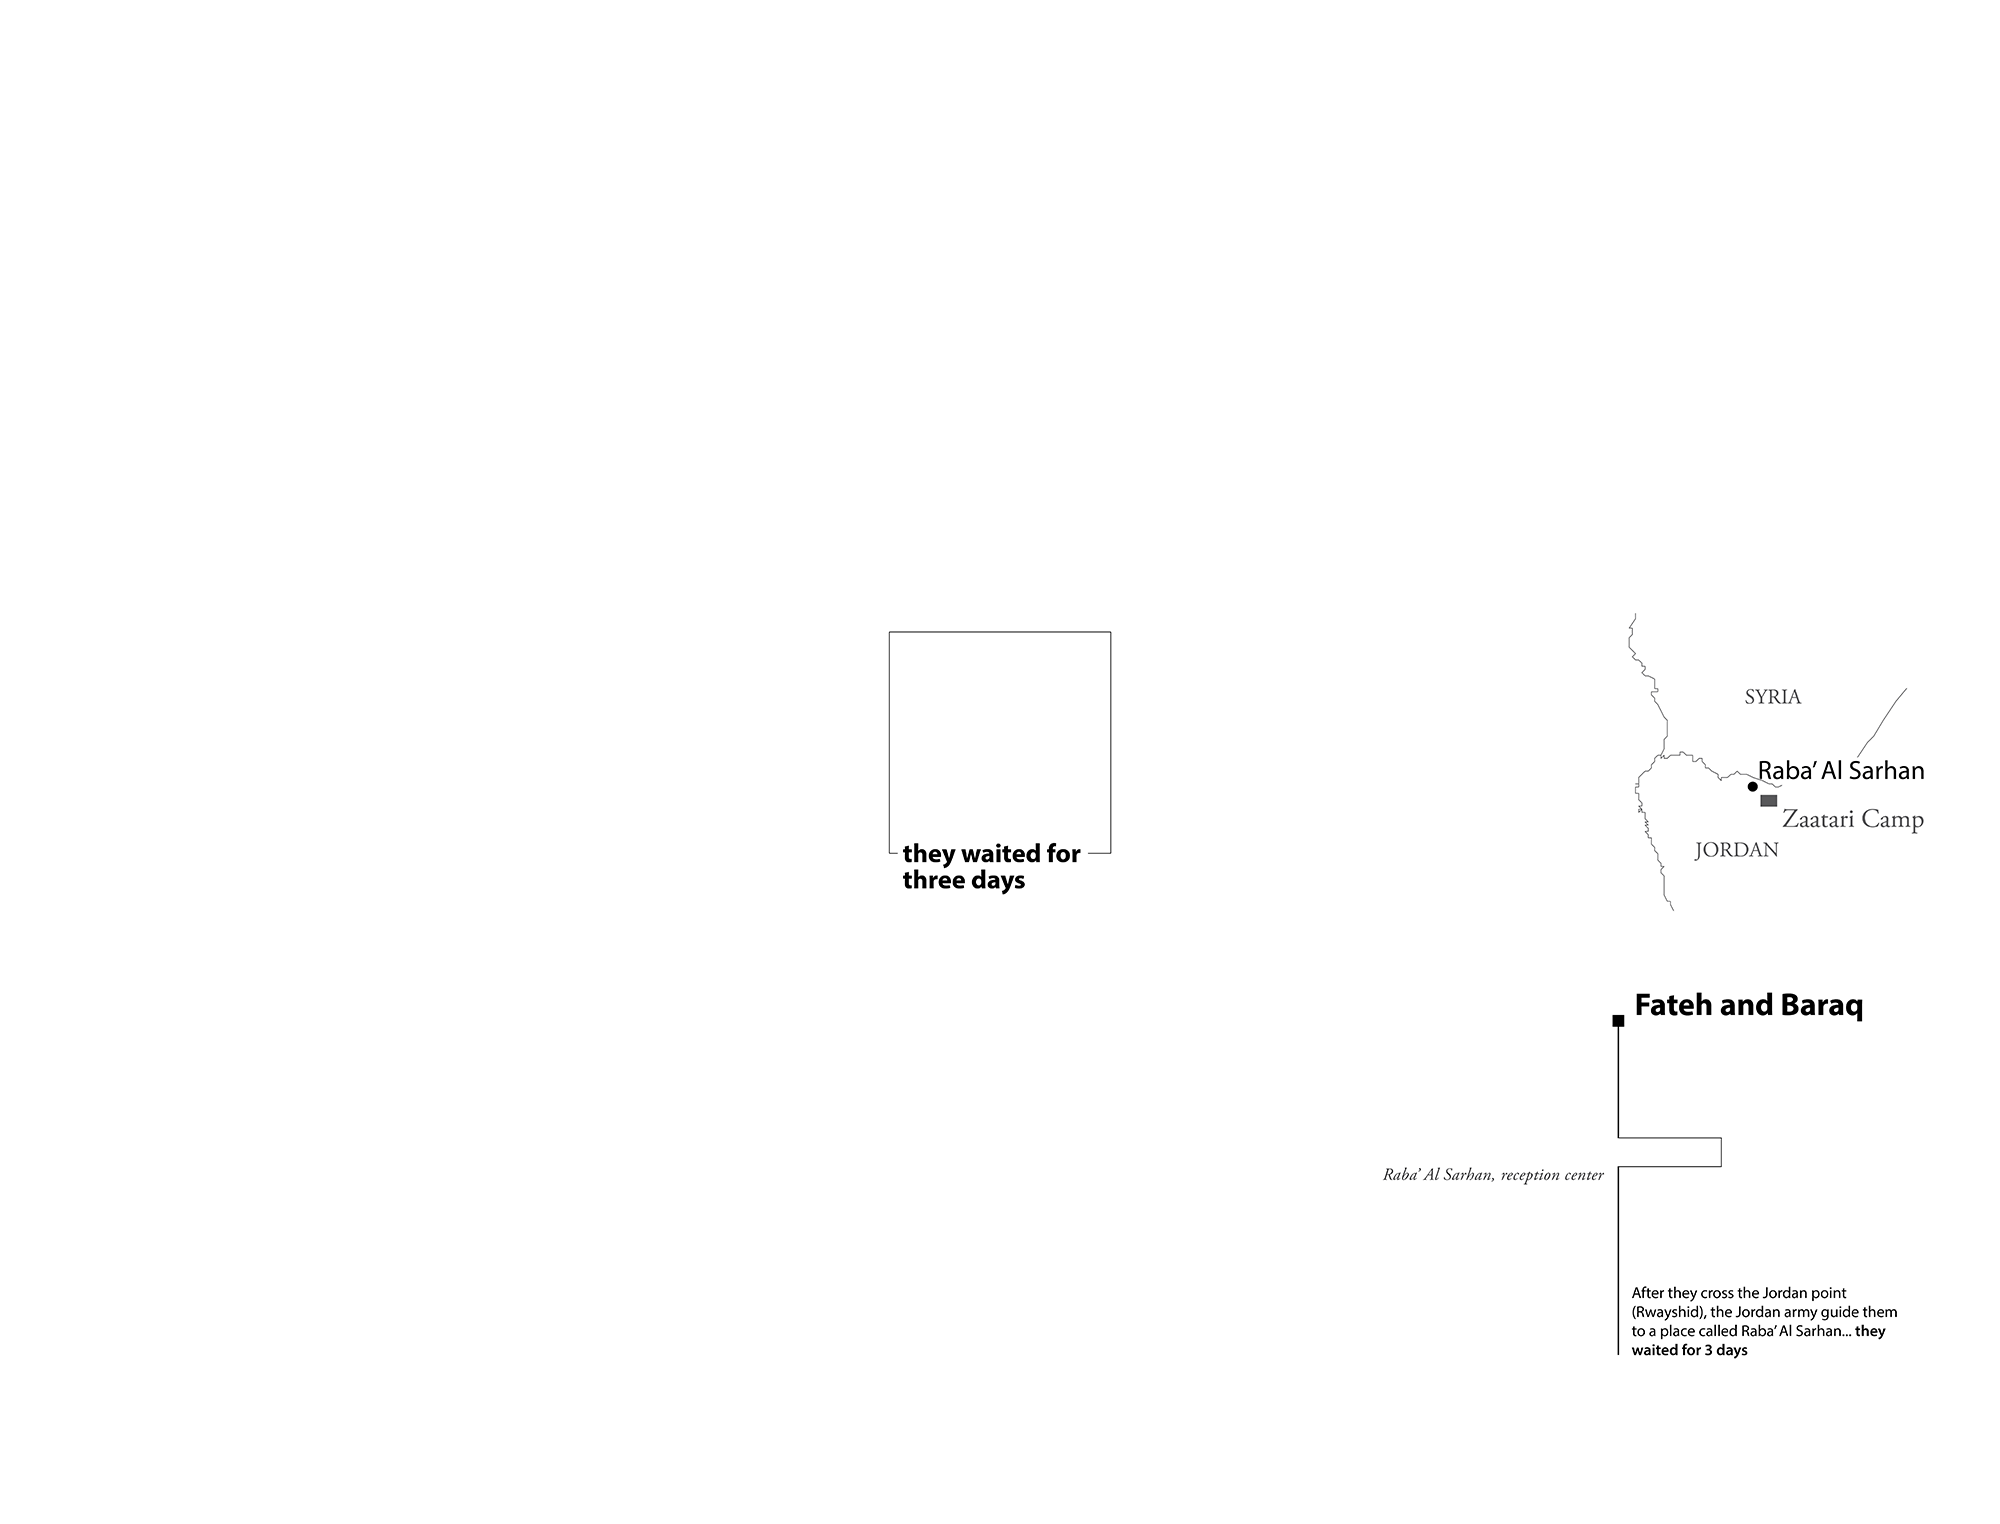 they waited for
three days
SYRIA
Raba’ Al Sarhan
Zaatari Camp
JORDAN
Fateh and Baraq
Raba’ Al Sarhan, reception center
After they cross the Jordan point
(Rwayshid), the Jordan army guide them
to a place called Raba’ Al Sarhan... they
waited for 3 days